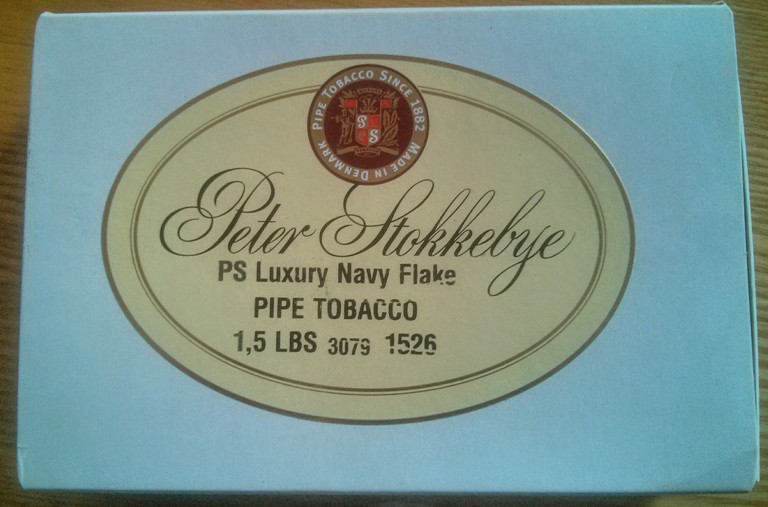 PIPE TOBACCO SINCE 1882
MADE IN DENMARK
S S
Peter Stokkebye
PS Luxury Navy Flake
PIPE TOBACCO
1,5 LBS 3079 1526